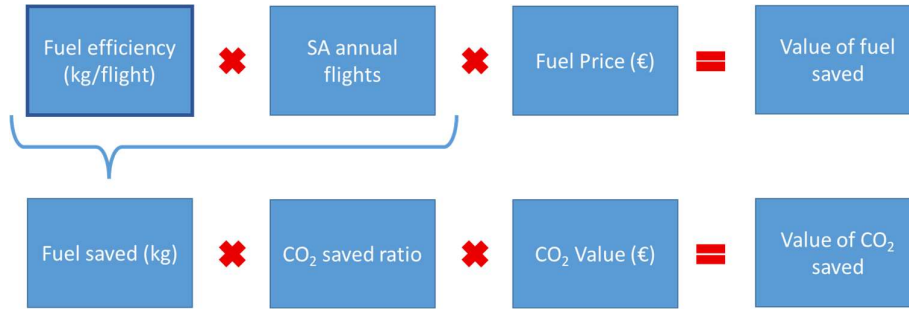 Fuel efficiency
(kg/flight)
SA annual
flights
Fuel Price (€)
Value of fuel
saved
Fuel saved (kg)
CO₂ saved ratio
CO₂ Value (€)
Value of CO₂
saved